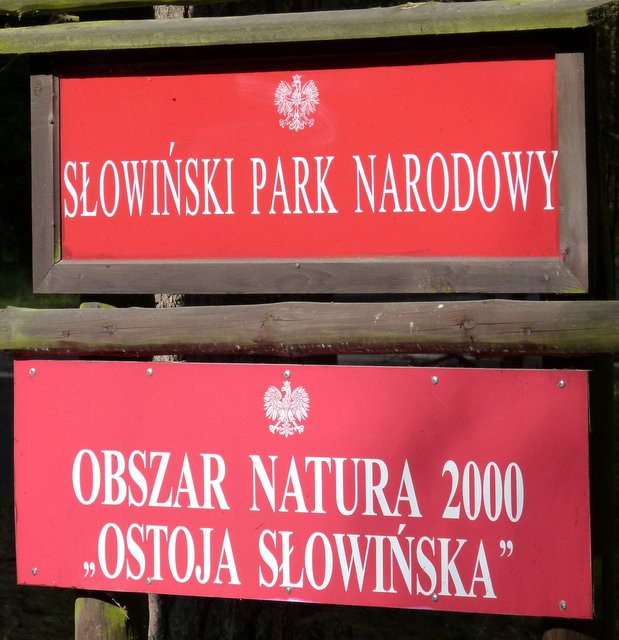 SŁOWIŃSKI PARK NARODOWY
OBSZAR NATURA 2000
„OSTOJA SŁOWIŃSKA”